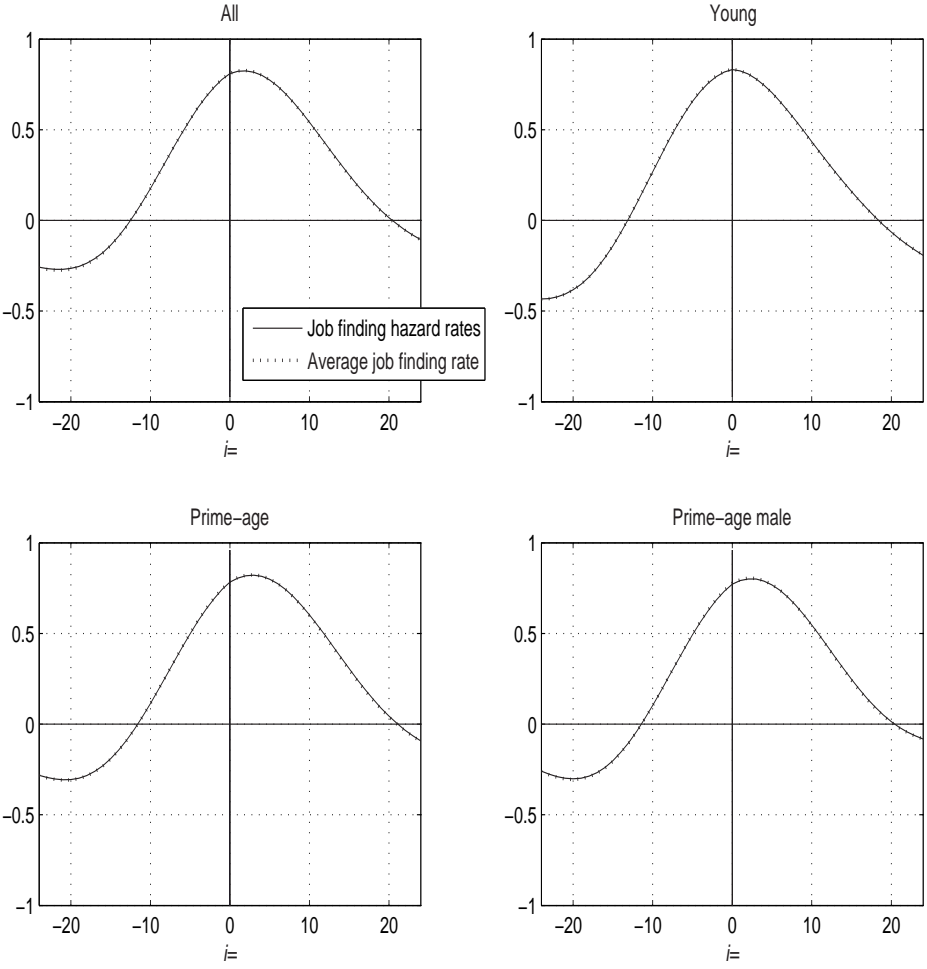 All
1
0.5
0
−0.5
−1
−20 −10 0 10 20
i=
Job finding hazard rates
Average job finding rate
Young
1
0.5
0
−0.5
−1
−20 −10 0 10 20
i=
Prime−age
1
0.5
0
−0.5
−1
−20 −10 0 10 20
i=
Prime−age male
1
0.5
0
−0.5
−1
−20 −10 0 10 20
i=